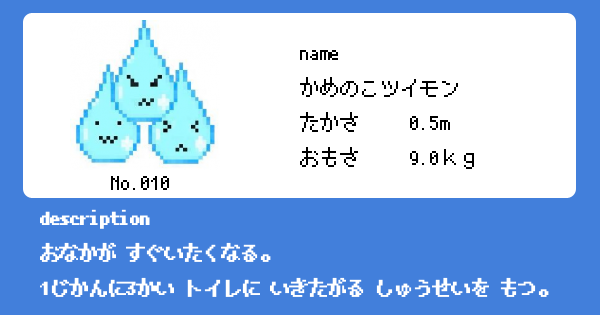 name
かめのこツイモン
たかさ 0.5m
おもさ 9.0ｋｇ
No.010
description
おなかが すぐいたくなる。
1じかんに3かい トイレに いきたがる しゅうせいを もつ。